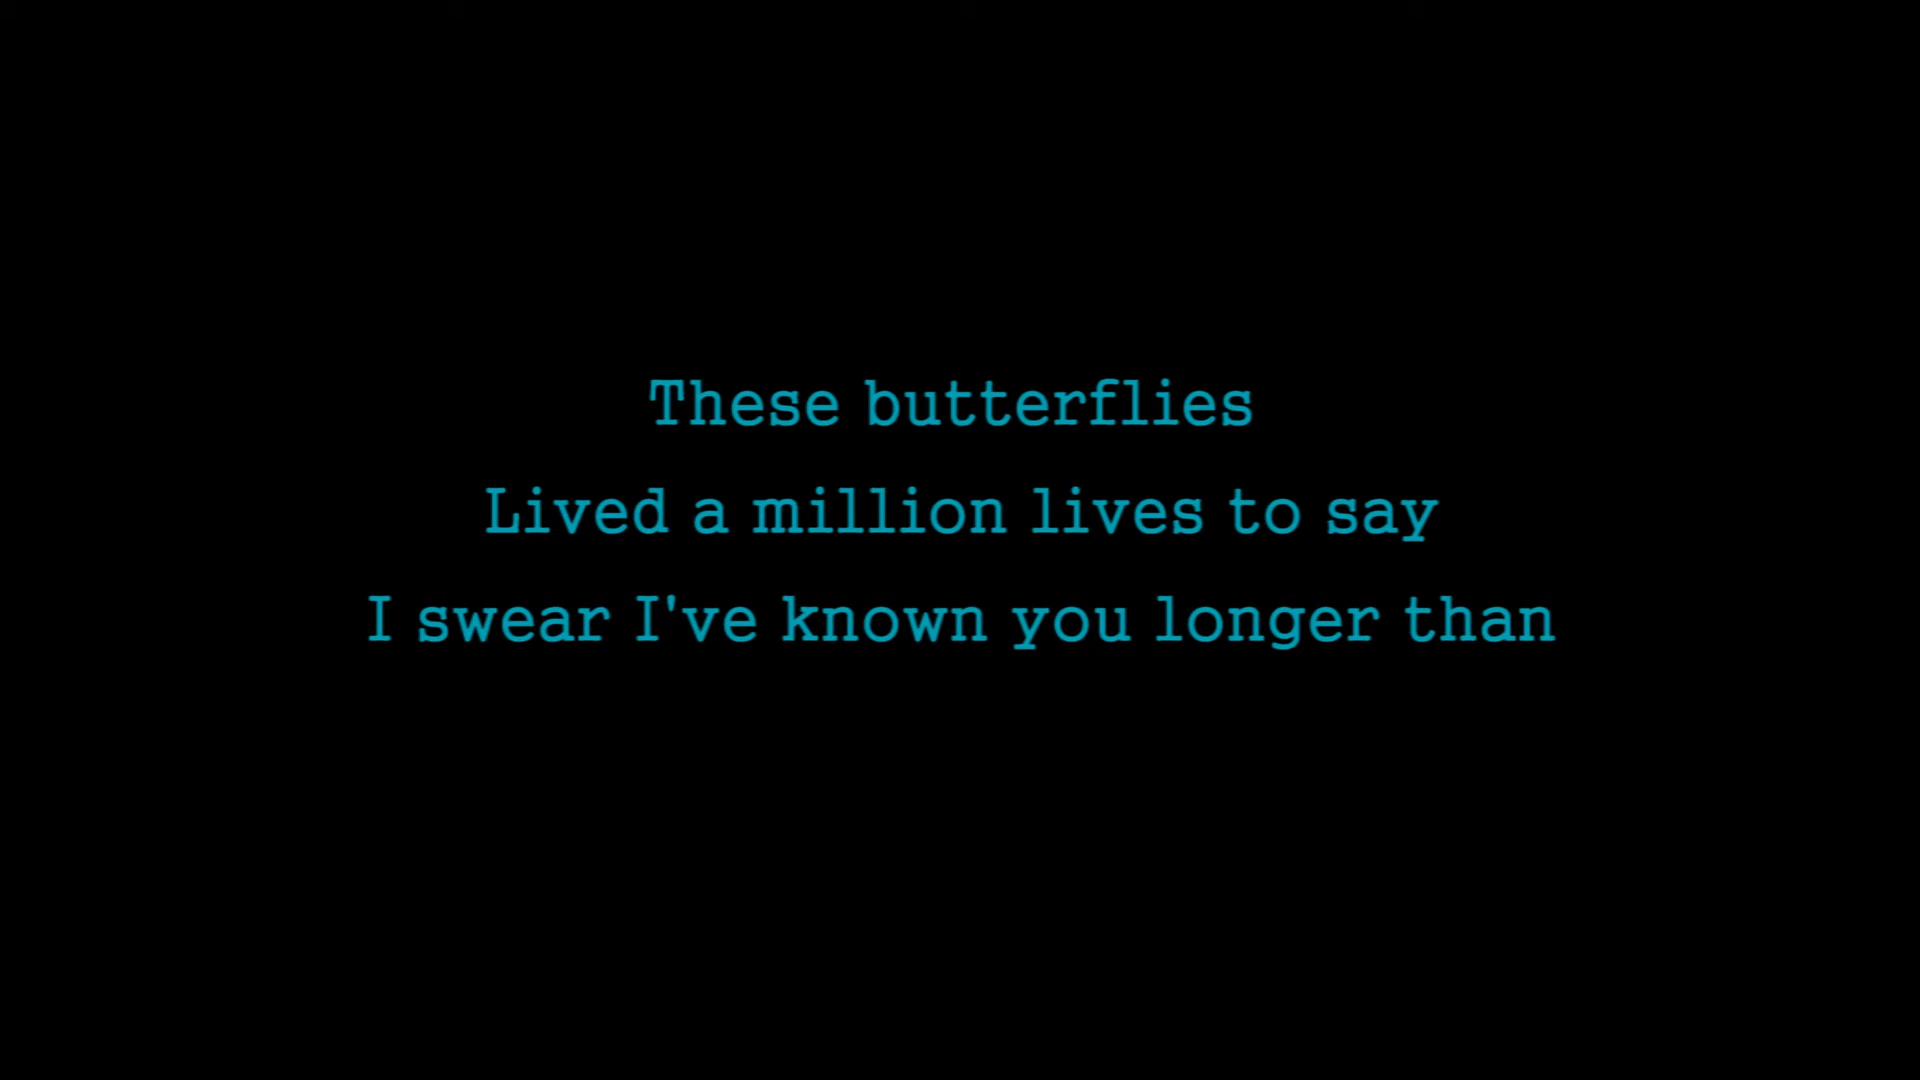 These butterflies
Lived a million lives to say
I swear I've known you longer than